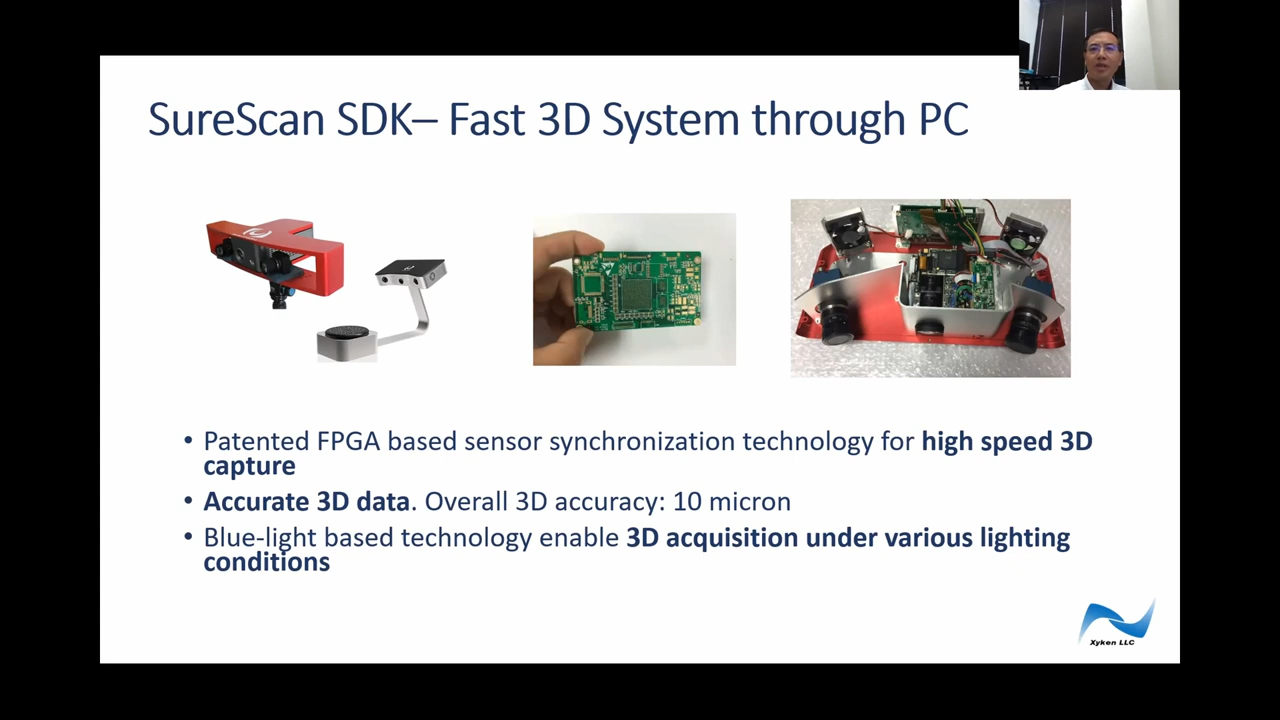 SureScan SDK– Fast 3D System through PC
• Patented FPGA based sensor synchronization technology for high speed 3D
capture
• Accurate 3D data. Overall 3D accuracy: 10 micron
• Blue-light based technology enable 3D acquisition under various lighting
conditions
Xyken LLC